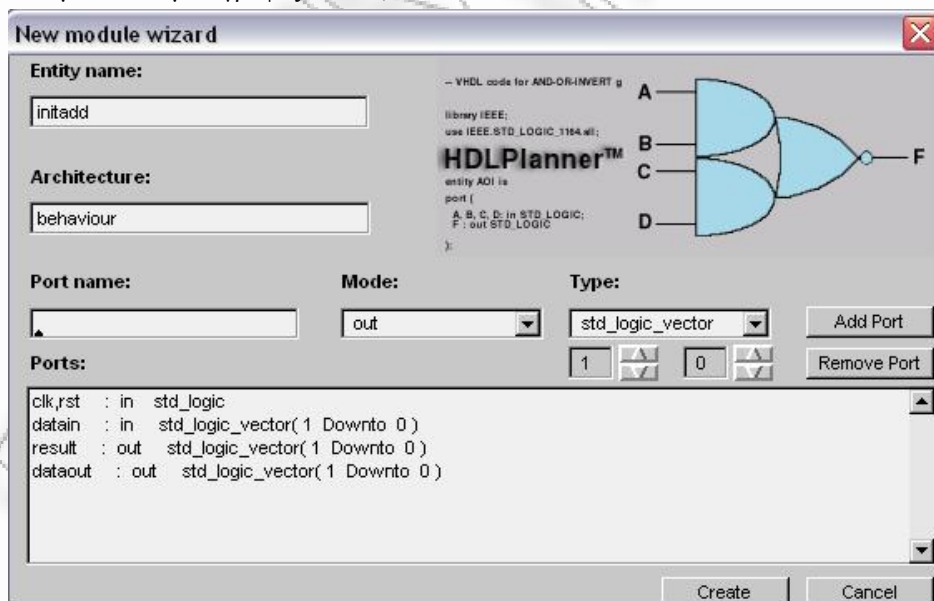 New module wizard
Entity name:
initadd
Architecture:
behaviour
-- VHDL code for AND-OR-INVERT g
library IEEE;
use IEEE.STD_LOGIC_1164.all;
HDLPlanner™
entity AOI is
port (
A, B, C, D: in STD_LOGIC;
F : out STD_LOGIC
);
A
B
C
D
F
Port name:
Mode:
Type:
out
std_logic_vector
Add Port
Ports:
1
0
Remove Port
clk,rst : in std_logic
datain : in std_logic_vector( 1 Downto 0 )
result : out std_logic_vector( 1 Downto 0 )
dataout : out std_logic_vector( 1 Downto 0 )
Create
Cancel